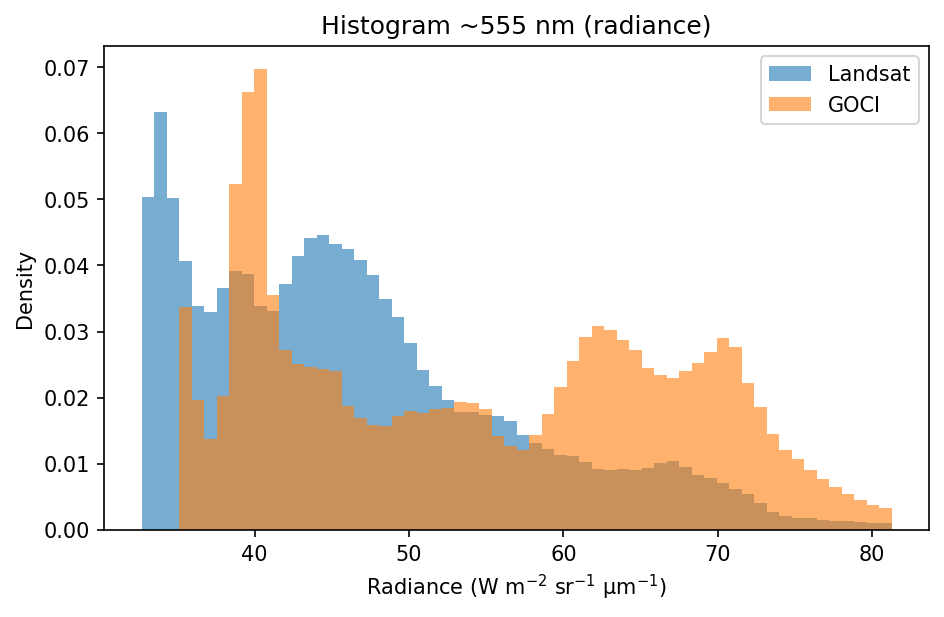 Histogram ~555 nm (radiance)
Landsat
GOCI
0.07
0.06
0.05
0.04
0.03
0.02
0.01
0.00
Density
40 50 60 70 80
Radiance (W m⁻² sr⁻¹ µm⁻¹)